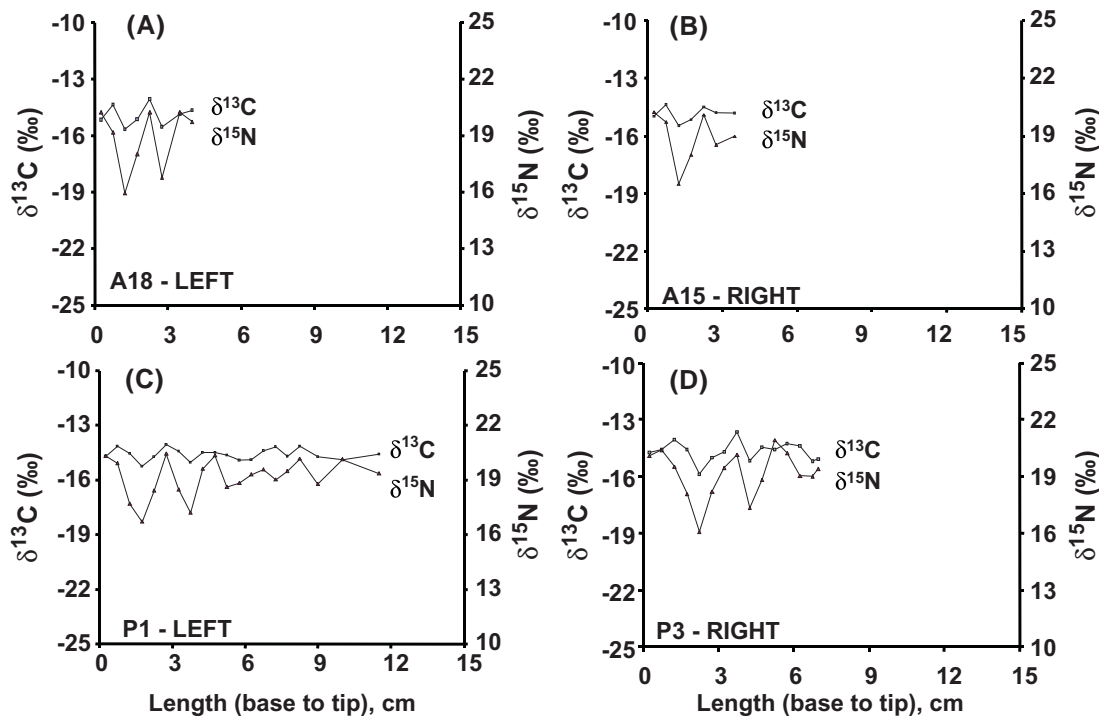 (A)
-10
-13
-16
-19
-22
-25
δ13C (‰)
δ13C
δ15N
25
22
19
16
13
10
δ15N (‰)
A18 - LEFT
0 3 6 9 12 15
(B)
-10
-13
-16
-19
-22
-25
δ13C (‰)
δ13C
δ15N
25
22
19
16
13
10
δ15N (‰)
A15 - RIGHT
0 3 6 9 12 15
(C)
-10
-13
-16
-19
-22
-25
δ13C (‰)
δ13C
δ15N
25
22
19
16
13
10
δ15N (‰)
P1 - LEFT
0 3 6 9 12 15
Length (base to tip), cm
(D)
-10
-13
-16
-19
-22
-25
δ13C (‰)
δ13C
δ15N
25
22
19
16
13
10
δ15N (‰)
P3 - RIGHT
0 3 6 9 12 15
Length (base to tip), cm